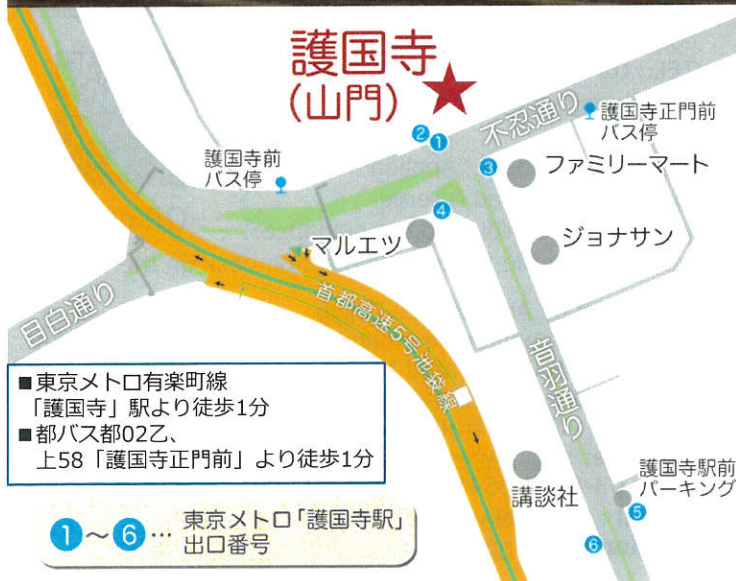 護国寺
(山門)
②
①
不忍通り
護国寺正門前
バス停
護国寺前
バス停
③
ファミリーマート
④
マルエツ
ジョナサン
目白通り
首都高速5号池袋線
音羽通り
■東京メトロ有楽町線
「護国寺」駅より徒歩1分
■都バス都02乙、
上58「護国寺正門前」より徒歩1分
講談社
護国寺駅前
パーキング
⑤
⑥
①～⑥… 東京メトロ「護国寺駅」
出口番号